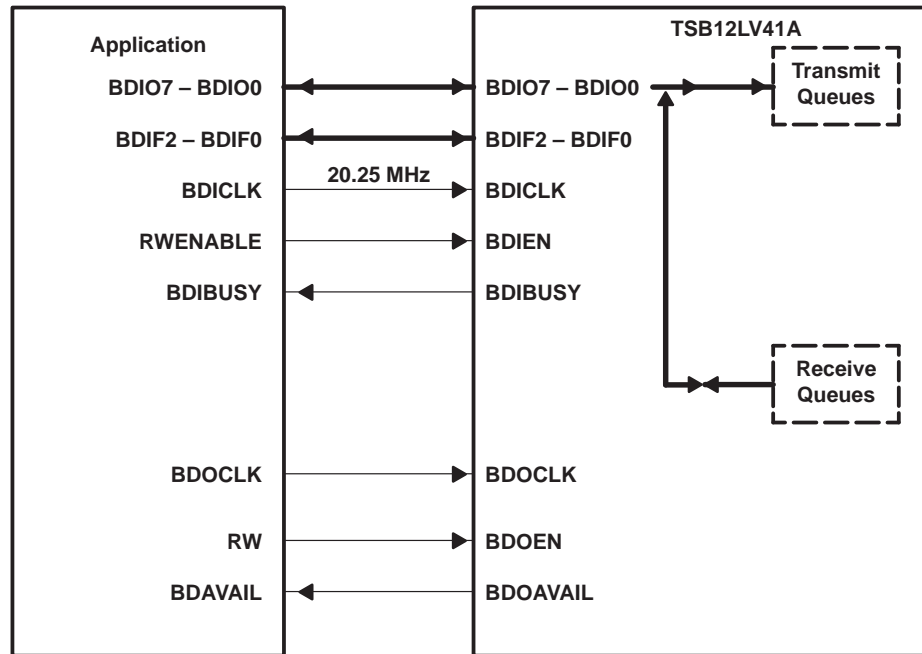 TSB12LV41A
Application
Transmit
Queues
BDIO7 – BDIO0
BDIO7 – BDIO0
BDIF2 – BDIF0
BDIF2 – BDIF0
20.25 MHz
BDICLK
BDICLK
RWENABLE
BDIEN
BDIBUSY
BDIBUSY
Receive
Queues
BDOCLK
BDOCLK
RW
BDOEN
BDAVAIL
BDOAVAIL